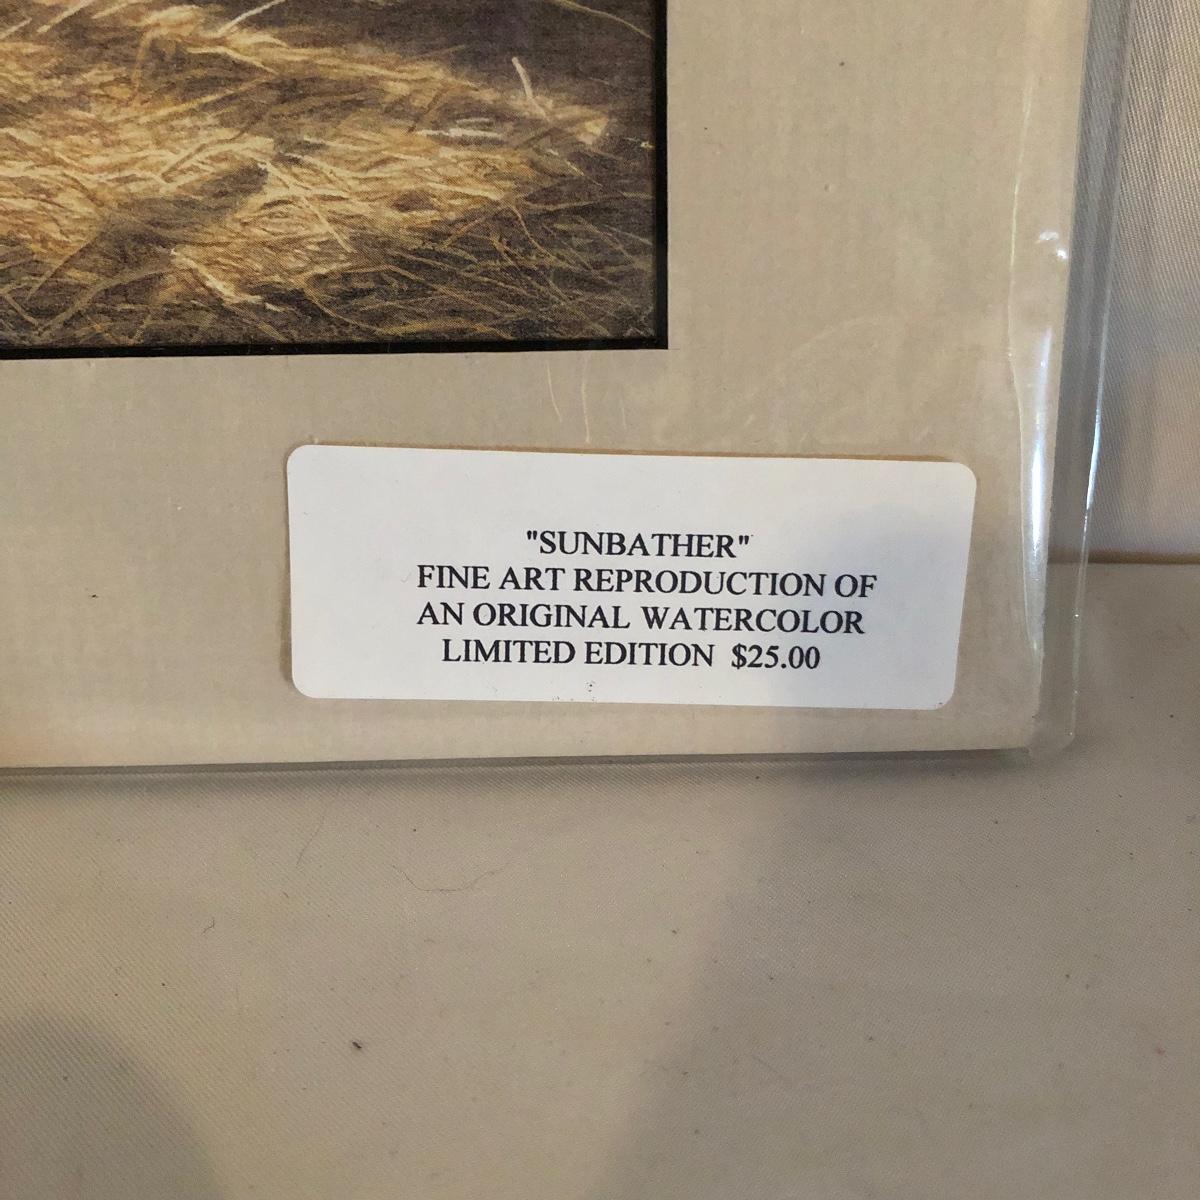 "SUNBATHER"
FINE ART REPRODUCTION OF
AN ORIGINAL WATERCOLOR
LIMITED EDITION $25.00